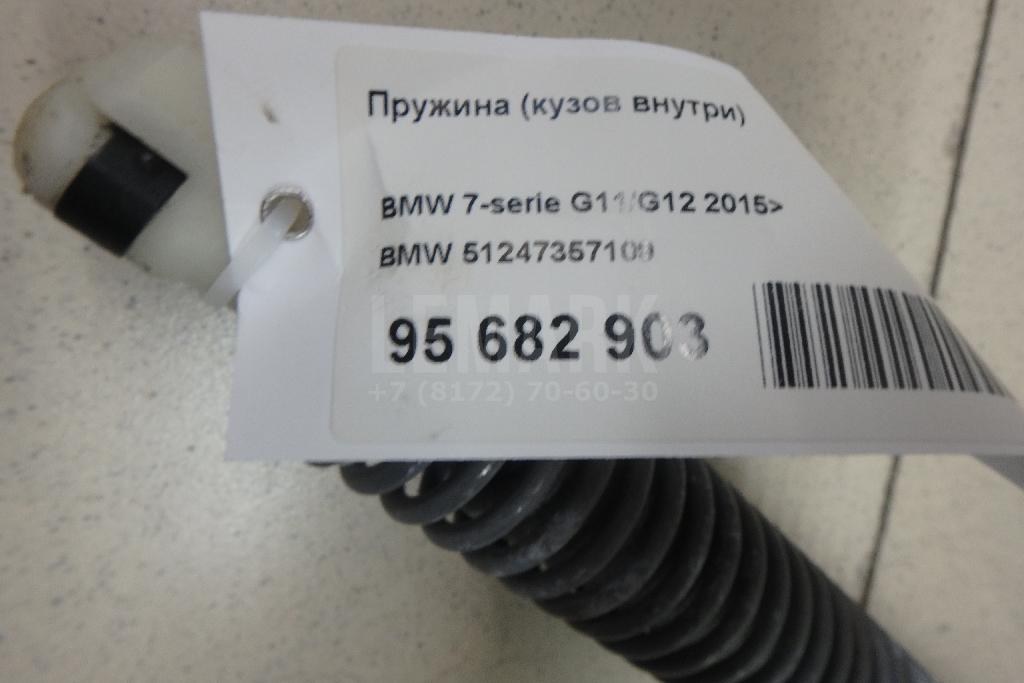 Пружина (кузов внутри)
BMW 7-serie G11/G12 2015>
BMW 51247357109
95 682 903
LEMARK
+7 (8172) 70-60-30